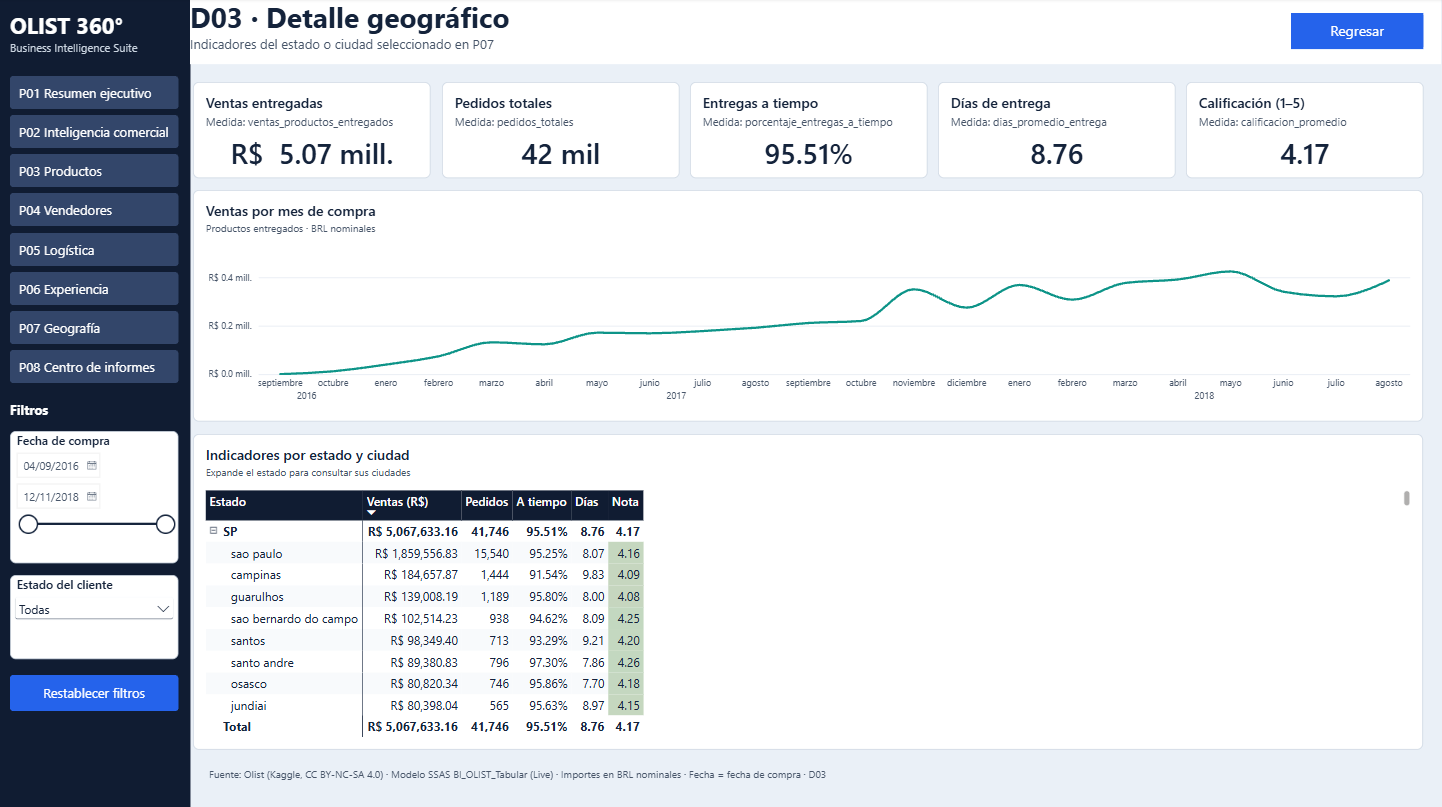 OLIST 360°
Business Intelligence Suite
P01 Resumen ejecutivo
P02 Inteligencia comercial
P03 Productos
P04 Vendedores
P05 Logística
P06 Experiencia
P07 Geografía
P08 Centro de informes
Filtros
Fecha de compra
04/09/2016
12/11/2018
Estado del cliente
Todas
Restablecer filtros
D03 · Detalle geográfico
Indicadores del estado o ciudad seleccionado en P07
Regresar
Ventas entregadas
Medida: ventas_productos_entregados
R$ 5.07 mill.
Pedidos totales
Medida: pedidos_totales
42 mil
Entregas a tiempo
Medida: porcentaje_entregas_a_tiempo
95.51%
Días de entrega
Medida: dias_promedio_entrega
8.76
Calificación (1–5)
Medida: calificacion_promedio
4.17
Ventas por mes de compra
Productos entregados · BRL nominales
R$ 0.4 mill.
R$ 0.2 mill.
R$ 0.0 mill.
septiembre octubre enero febrero marzo abril mayo junio julio agosto septiembre octubre noviembre diciembre enero febrero marzo abril mayo junio julio agosto
2016 2017 2018
Indicadores por estado y ciudad
Expande el estado para consultar sus ciudades
Estado Ventas (R$) Pedidos A tiempo Días Nota
SP R$ 5,067,633.16 41,746 95.51% 8.76 4.17
sao paulo R$ 1,859,556.83 15,540 95.25% 8.07 4.16
campinas R$ 184,657.87 1,444 91.54% 9.83 4.09
guarulhos R$ 139,008.19 1,189 95.80% 8.00 4.08
sao bernardo do campo R$ 102,514.23 938 94.62% 8.09 4.25
santos R$ 98,349.40 713 93.29% 9.21 4.20
santo andre R$ 89,380.83 796 97.30% 7.86 4.26
osasco R$ 80,820.34 746 95.86% 7.70 4.18
jundiai R$ 80,398.04 565 95.63% 8.97 4.15
Total R$ 5,067,633.16 41,746 95.51% 8.76 4.17
Fuente: Olist (Kaggle, CC BY-NC-SA 4.0) · Modelo SSAS BI_OLIST_Tabular (Live) · Importes en BRL nominales · Fecha = fecha de compra · D03